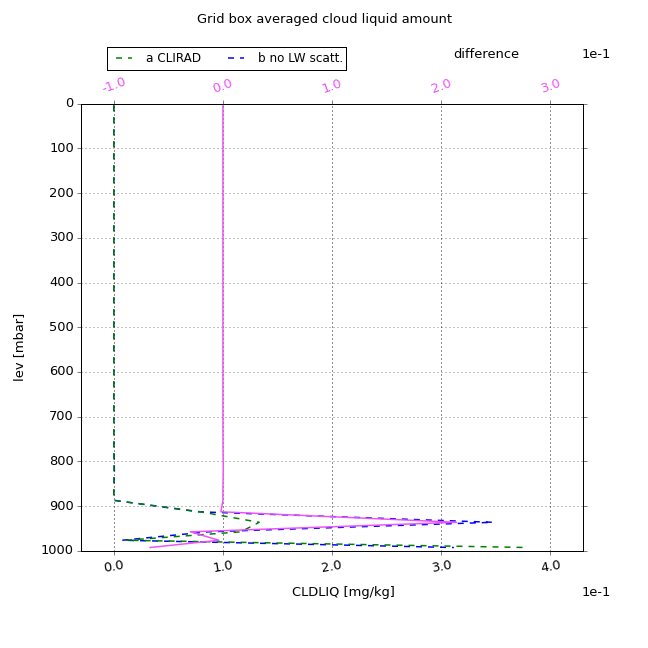 Grid box averaged cloud liquid amount
a CLIRAD
b no LW scatt.
difference
1e-1
-1.0
0.0
1.0
2.0
3.0
0
100
200
300
400
500
600
700
800
900
1000
lev [mbar]
0.0
1.0
2.0
3.0
4.0
CLDLIQ [mg/kg]
1e-1